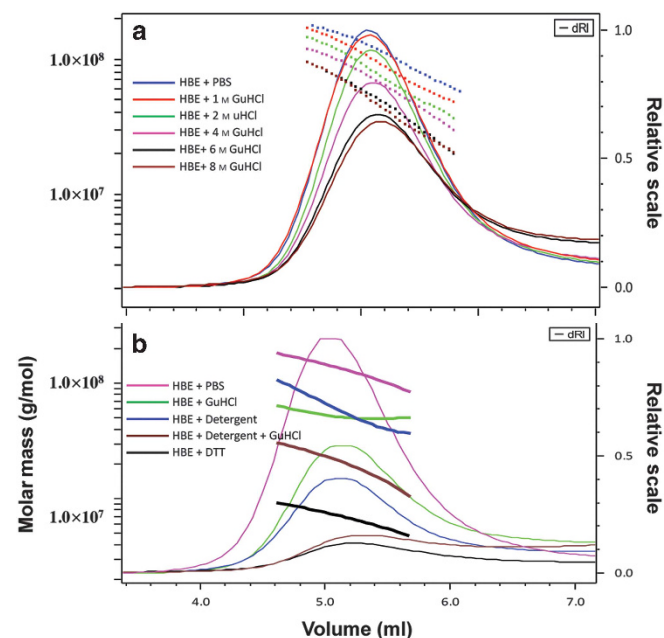 a
— dRI
1.0×10⁸
1.0×10⁷
HBE + PBS
HBE + 1 M GuHCl
HBE + 2 M uHCl
HBE + 4 M GuHCl
HBE+ 6 M GuHCl
HBE+ 8 M GuHCl
1.0
0.5
0.0
Relative scale
b
— dRI
1.0×10⁸
1.0×10⁷
HBE + PBS
HBE + GuHCl
HBE + Detergent
HBE + Detergent + GuHCl
HBE + DTT
1.0
0.5
0.0
Relative scale
Molar mass (g/mol)
4.0
5.0
6.0
7.0
Volume (ml)